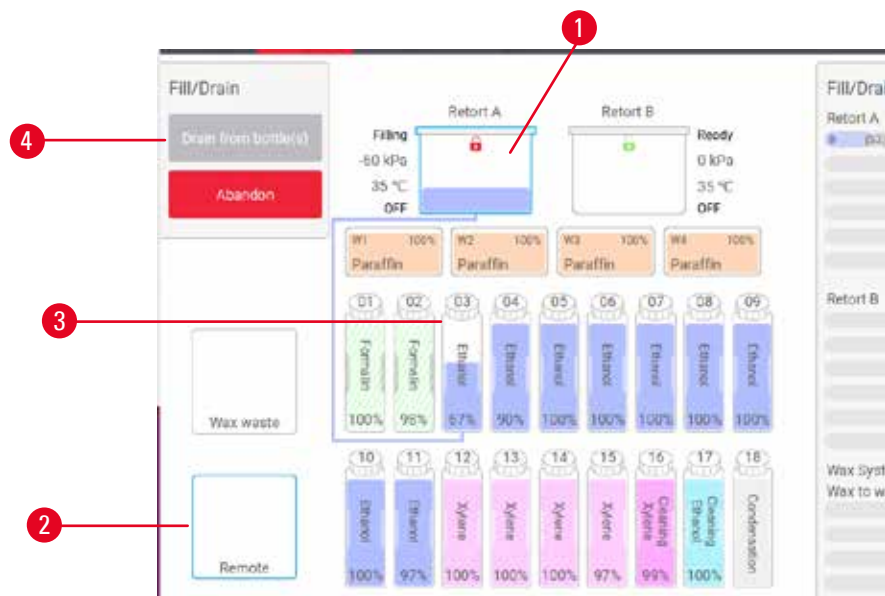 1
Fill/Drain
Drain from bottle(s)
Abandon
4
Retort A
Retort B
Filling
-60 kPa
35 °C
OFF
Ready
0 kPa
35 °C
OFF
Fill/Drai
Retort A
Retort B
Wax Syst
Wax to w
W1 100% W2 100% W3 100% W4 100%
Paraffin Paraffin Paraffin Paraffin
3
01 02 03 04 05 06 07 08 09
Formalin Formalin Ethanol Ethanol Ethanol Ethanol Ethanol Ethanol Ethanol
100% 98% 67% 90% 100% 100% 100% 100% 100%
Wax waste
10 11 12 13 14 15 16 17 18
Ethanol Ethanol Xylene Xylene Xylene Xylene Cleaning Xylene Cleaning Ethanol Condensation
100% 97% 100% 100% 100% 97% 99% 100%
2
Remote